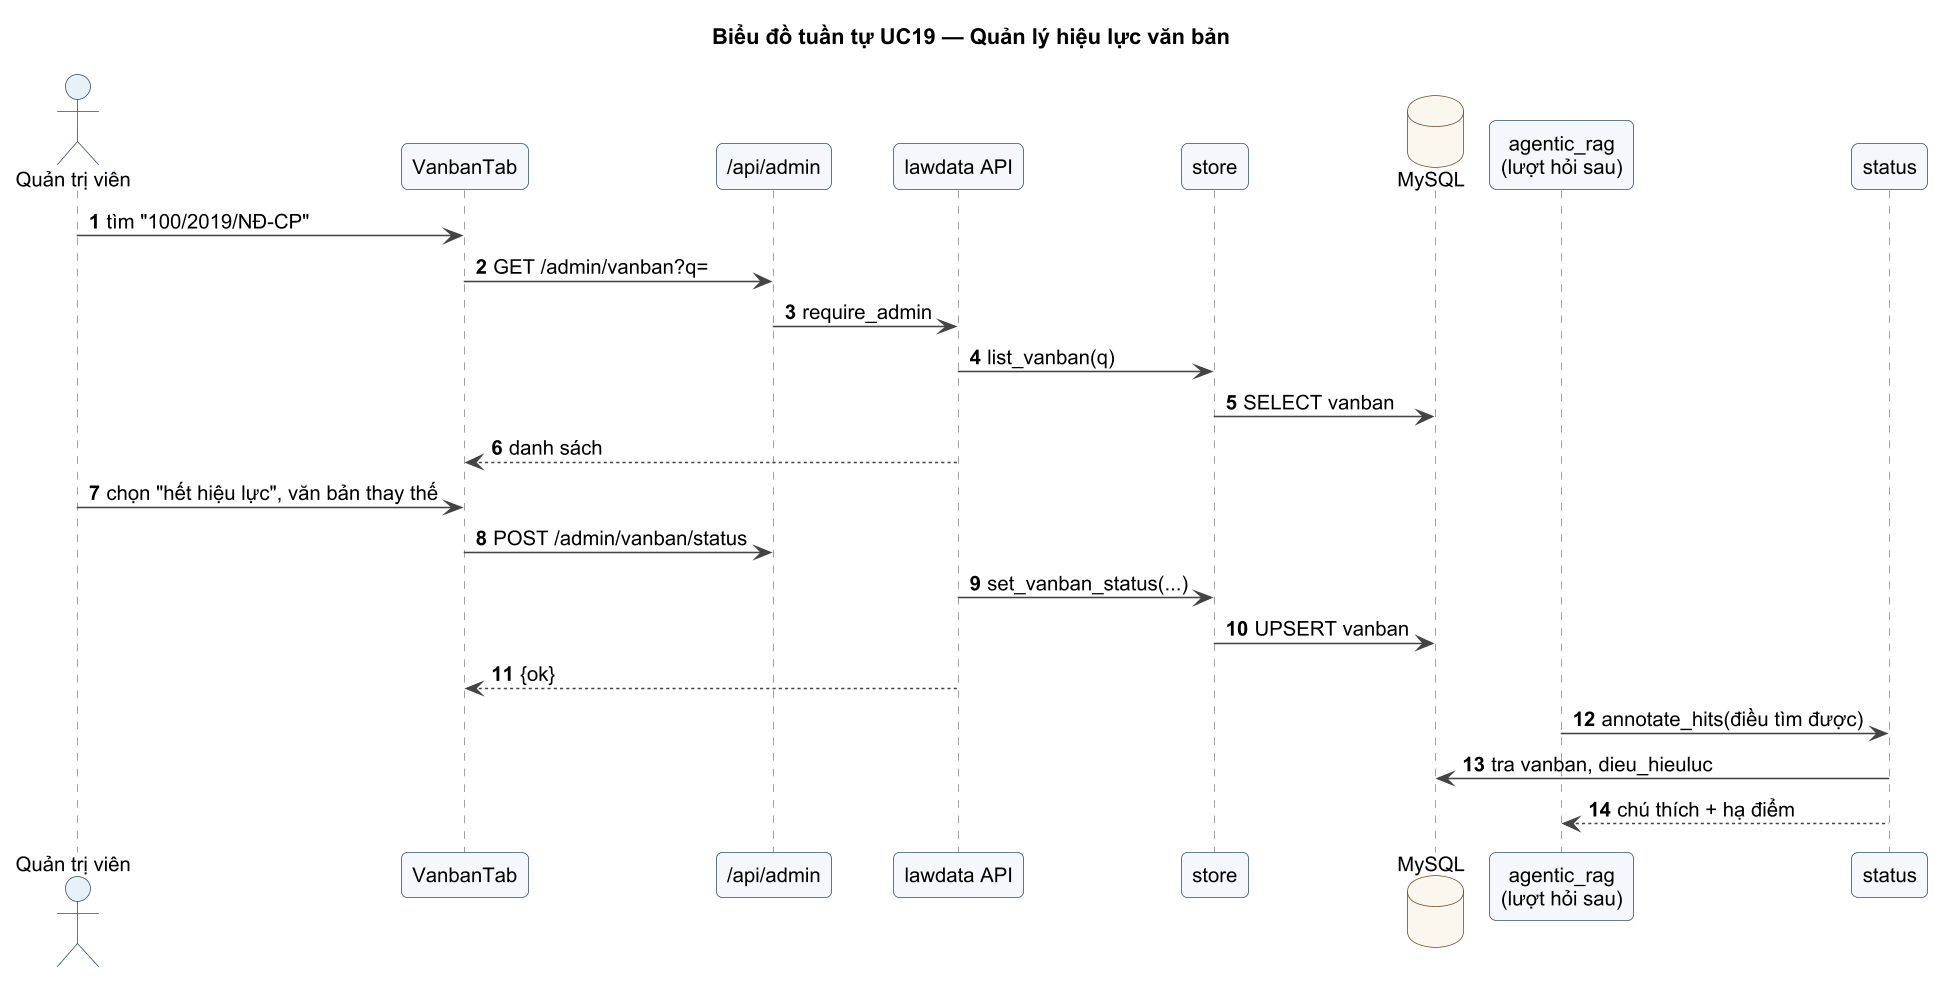 Biểu đồ tuần tự UC19 — Quản lý hiệu lực văn bản
Quản trị viên
VanbanTab
/api/admin
lawdata API
store
MySQL
agentic_rag
(lượt hỏi sau)
status
1 tìm "100/2019/NĐ-CP"
2 GET /admin/vanban?q=
3 require_admin
4 list_vanban(q)
5 SELECT vanban
6 danh sách
7 chọn "hết hiệu lực", văn bản thay thế
8 POST /admin/vanban/status
9 set_vanban_status(...)
10 UPSERT vanban
11 {ok}
12 annotate_hits(điều tìm được)
13 tra vanban, dieu_hieuluc
14 chú thích + hạ điểm
Quản trị viên
VanbanTab
/api/admin
lawdata API
store
MySQL
agentic_rag
(lượt hỏi sau)
status